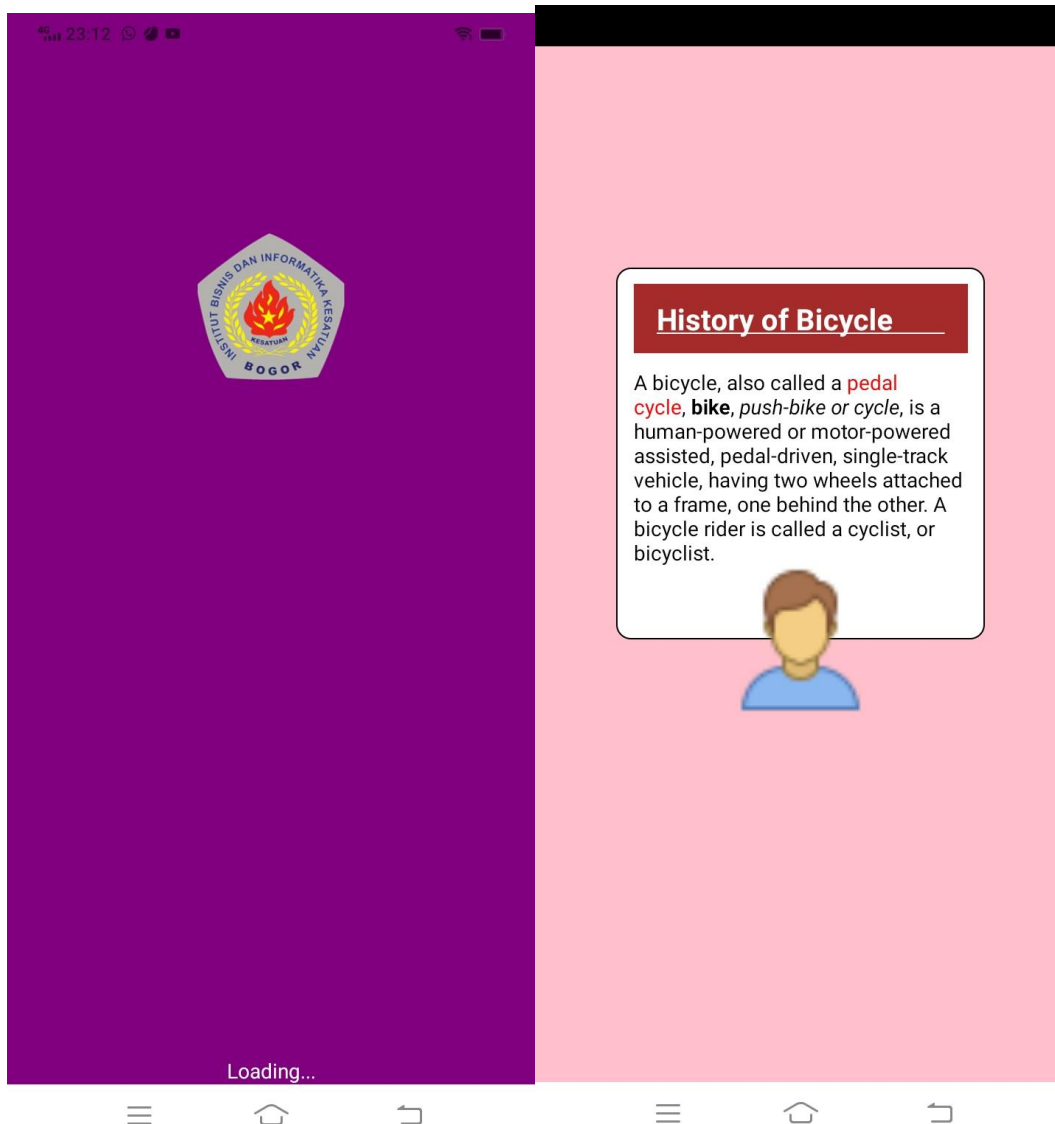 4G 23:12
INSTITUT BISNIS DAN INFORMATIKA KESATUAN
KESATUAN
BOGOR
Loading...
History of Bicycle
A bicycle, also called a pedal
cycle, bike, push-bike or cycle, is a
human-powered or motor-powered
assisted, pedal-driven, single-track
vehicle, having two wheels attached
to a frame, one behind the other. A
bicycle rider is called a cyclist, or
bicyclist.